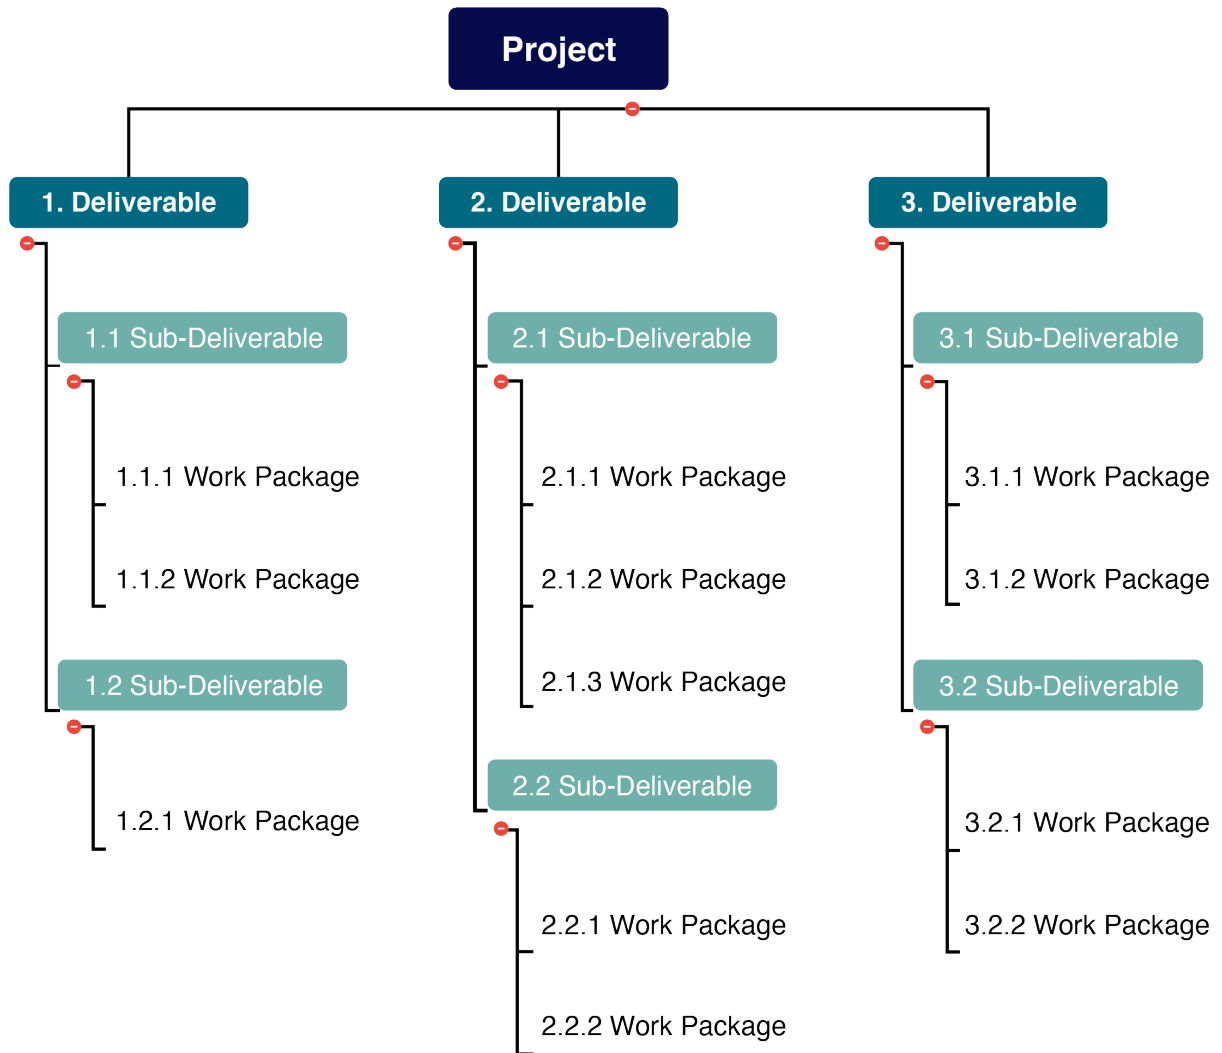 Project
1. Deliverable
1.1 Sub-Deliverable
1.1.1 Work Package
1.1.2 Work Package
1.2 Sub-Deliverable
1.2.1 Work Package
2. Deliverable
2.1 Sub-Deliverable
2.1.1 Work Package
2.1.2 Work Package
2.1.3 Work Package
2.2 Sub-Deliverable
2.2.1 Work Package
2.2.2 Work Package
3. Deliverable
3.1 Sub-Deliverable
3.1.1 Work Package
3.1.2 Work Package
3.2 Sub-Deliverable
3.2.1 Work Package
3.2.2 Work Package